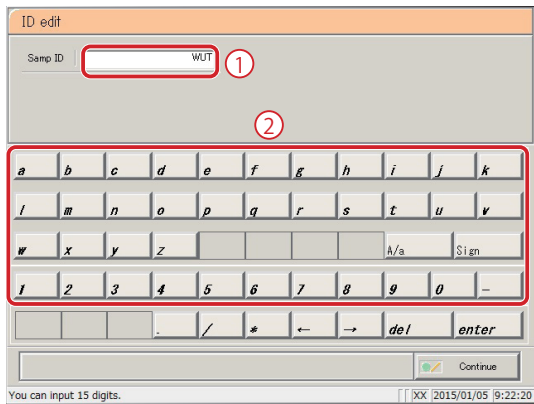 ID edit
Samp ID WUT 1
2
a b c d e f g h i j k
l m n o p q r s t u v
w x y z A/a Sign
1 2 3 4 5 6 7 8 9 0 -
. / * ← → del enter
Continue
You can input 15 digits. XX 2015/01/05 9:22:20